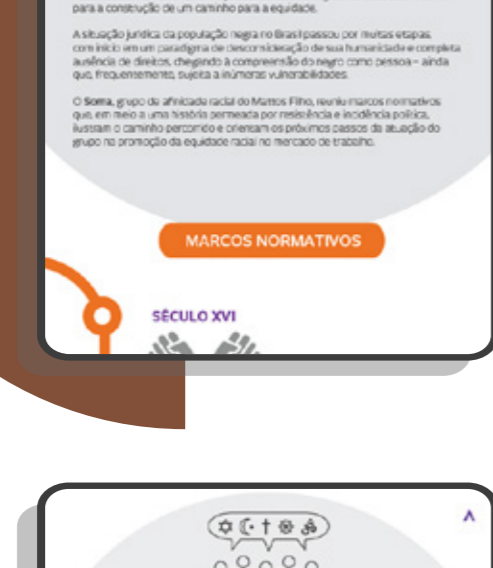 para a construção de um caminho para a equidade.
A situação jurídica da população negra no Brasil passou por muitas etapas,
com início em um paradigma de desconsideração de sua humanidade e completa
ausência de direitos, chegando à compreensão do negro como pessoa – ainda
que, frequentemente, sujeita a inúmeras vulnerabilidades.
O Soma, grupo de afinidade racial do Mattos Filho, reuniu marcos normativos
que, em meio a uma história permeada por resistência e incidência política,
ilustram o caminho percorrido e orientam os próximos passos da atuação do
grupo na promoção da equidade racial no mercado de trabalho.
MARCOS NORMATIVOS
SÉCULO XVI